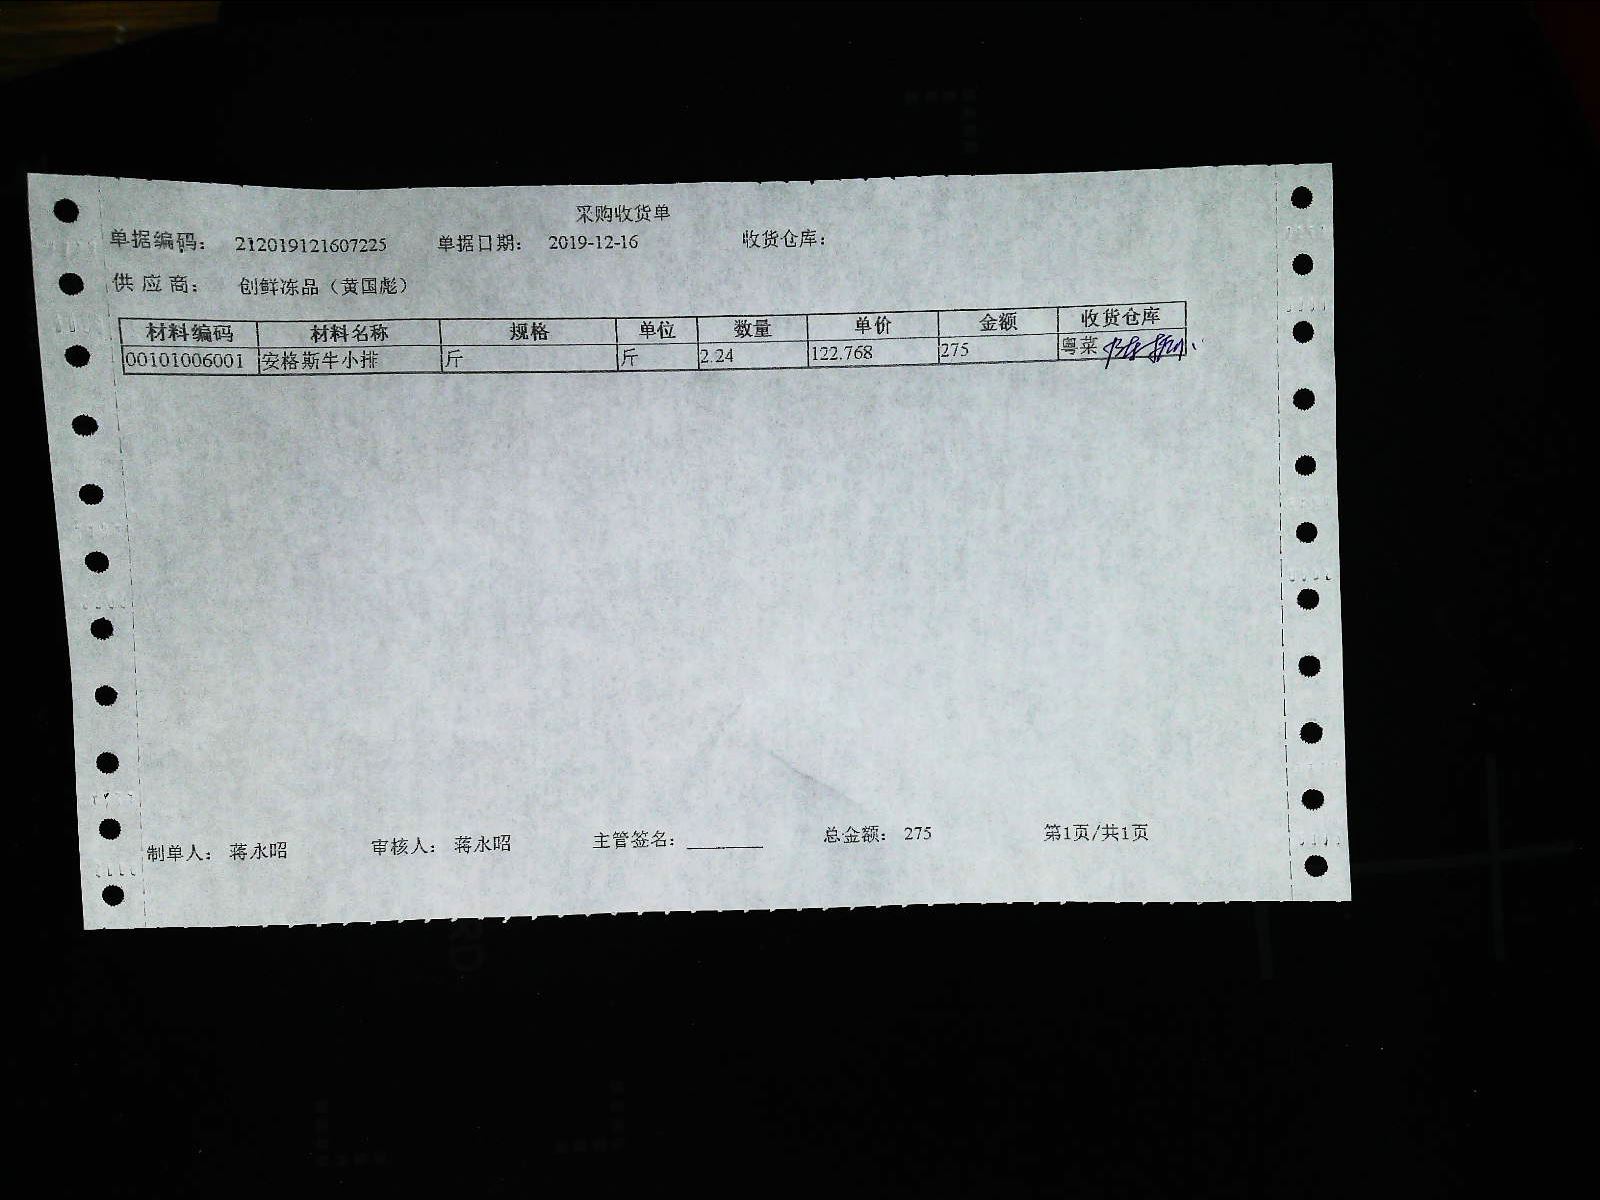 采购收货单
单据编码： 212019121607225 单据日期： 2019-12-16 收货仓库：
供应商： 创鲜冻品（黄国彪）
材料编码 材料名称 规格 单位 数量 单价 金额 收货仓库
00101006001 安格斯牛小排 斤 斤 2.24 122.768 275 粤菜
制单人： 蒋永昭 审核人： 蒋永昭 主管签名： 总金额： 275 第1页/共1页